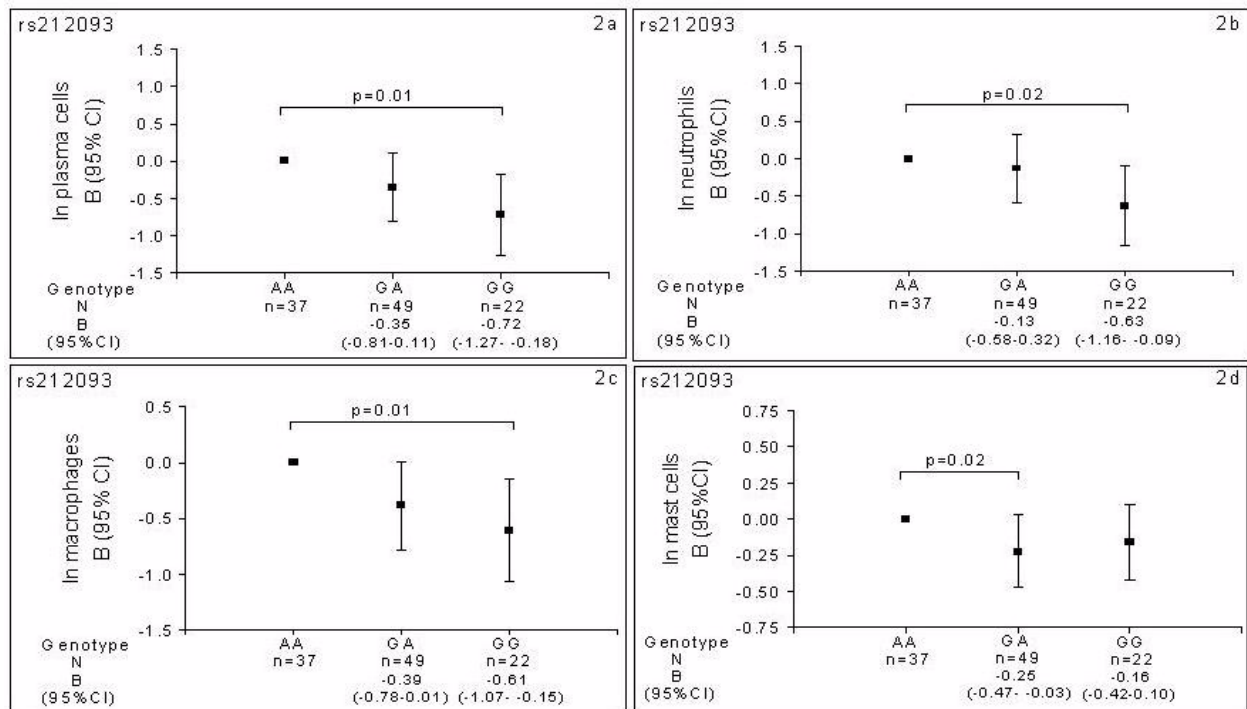 rs212093 2a
ln plasma cells
B (95% CI)
1.5
1.0
0.5
0.0
-0.5
-1.0
-1.5
p=0.01
Genotype AA GA GG
N n=37 n=49 n=22
B -0.35 -0.72
(95%CI) (-0.81-0.11) (-1.27- -0.18)
rs212093 2b
ln neutrophils
B (95% CI)
1.5
1.0
0.5
0.0
-0.5
-1.0
-1.5
p=0.02
Genotype AA GA GG
N n=37 n=49 n=22
B -0.13 -0.63
(95%CI) (-0.58-0.32) (-1.16- -0.09)
rs212093 2c
ln macrophages
B (95% CI)
0.5
0.0
-0.5
-1.0
-1.5
p=0.01
Genotype AA GA GG
N n=37 n=49 n=22
B -0.39 -0.61
(95%CI) (-0.78-0.01) (-1.07- -0.15)
rs212093 2d
ln mast cells
B (95%CI)
0.75
0.50
0.25
0.00
-0.25
-0.50
-0.75
p=0.02
Genotype AA GA GG
N n=37 n=49 n=22
B -0.25 -0.16
(95%CI) (-0.47- -0.03) (-0.42-0.10)